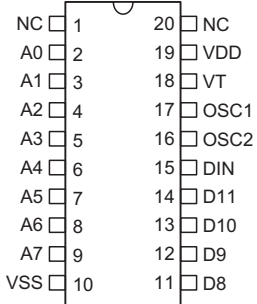 NC 1 20 NC
A0 2 19 VDD
A1 3 18 VT
A2 4 17 OSC1
A3 5 16 OSC2
A4 6 15 DIN
A5 7 14 D11
A6 8 13 D10
A7 9 12 D9
VSS 10 11 D8